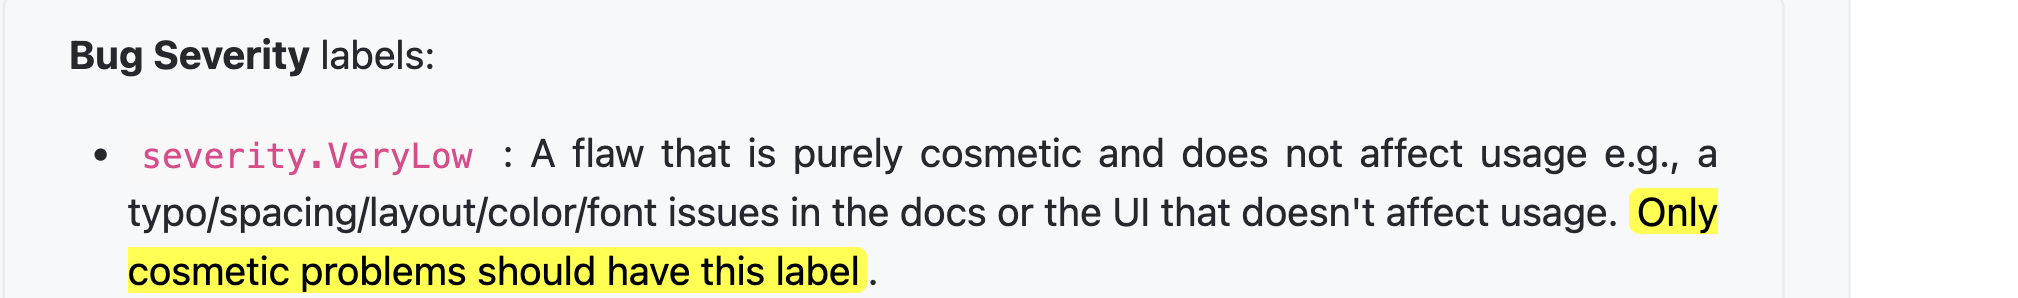 Bug Severity labels:
• severity.VeryLow : A flaw that is purely cosmetic and does not affect usage e.g., a
typo/spacing/layout/color/font issues in the docs or the UI that doesn't affect usage. Only
cosmetic problems should have this label.